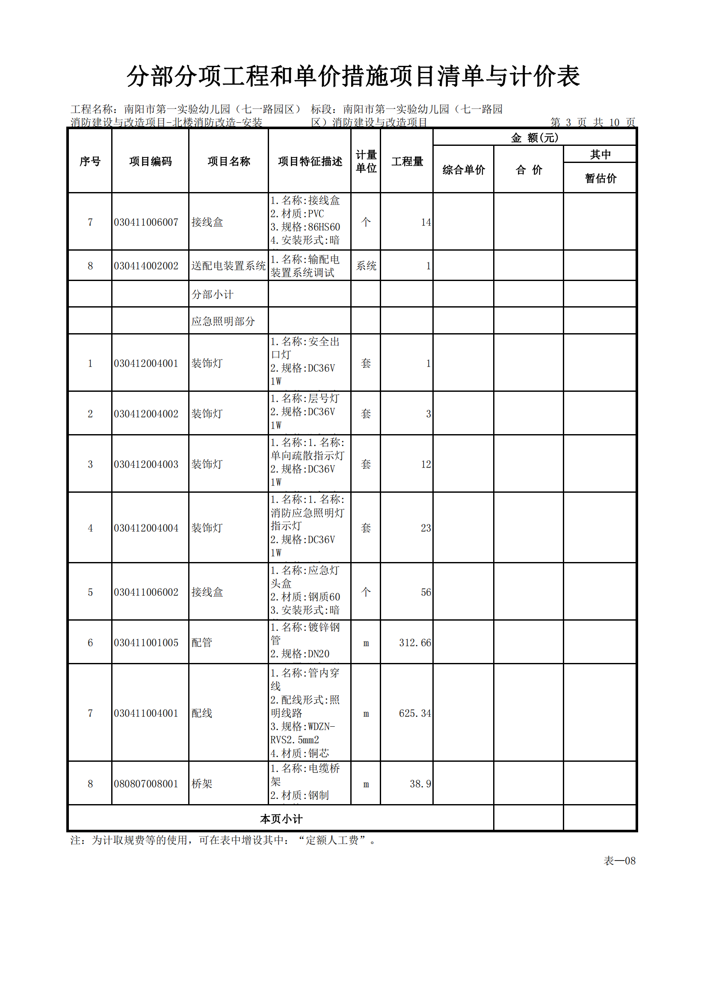 分部分项工程和单价措施项目清单与计价表
工程名称：南阳市第一实验幼儿园（七一路园区）
消防建设与改造项目-北楼消防改造-安装
标段：南阳市第一实验幼儿园（七一路园
区）消防建设与改造项目
第 3 页 共 10 页
序号 项目编码 项目名称 项目特征描述 计量单位 工程量 金 额(元)
综合单价 合 价 其中
暂估价
7 030411006007 接线盒 1.名称:接线盒
2.材质:PVC
3.规格:86HS60
4.安装形式:暗
个 14
8 030414002002 送配电装置系统 1.名称:输配电
装置系统调试
系统 1
分部小计
应急照明部分
1 030412004001 装饰灯 1.名称:安全出
口灯
2.规格:DC36V
1W
套 1
2 030412004002 装饰灯 1.名称:层号灯
2.规格:DC36V
1W
套 3
3 030412004003 装饰灯 1.名称:1.名称:
单向疏散指示灯
2.规格:DC36V
1W
套 12
4 030412004004 装饰灯 1.名称:1.名称:
消防应急照明灯
指示灯
2.规格:DC36V
1W
套 23
5 030411006002 接线盒 1.名称:应急灯
头盒
2.材质:钢质60
3.安装形式:暗
个 56
6 030411001005 配管 1.名称:镀锌钢
管
2.规格:DN20
m 312.66
7 030411004001 配线 1.名称:管内穿
线
2.配线形式:照
明线路
3.规格:WDZN-
RVS2.5mm2
4.材质:铜芯
m 625.34
8 080807008001 桥架 1.名称:电缆桥
架
2.材质:钢制
m 38.9
本页小计
注：为计取规费等的使用，可在表中增设其中：“定额人工费”。
表—08